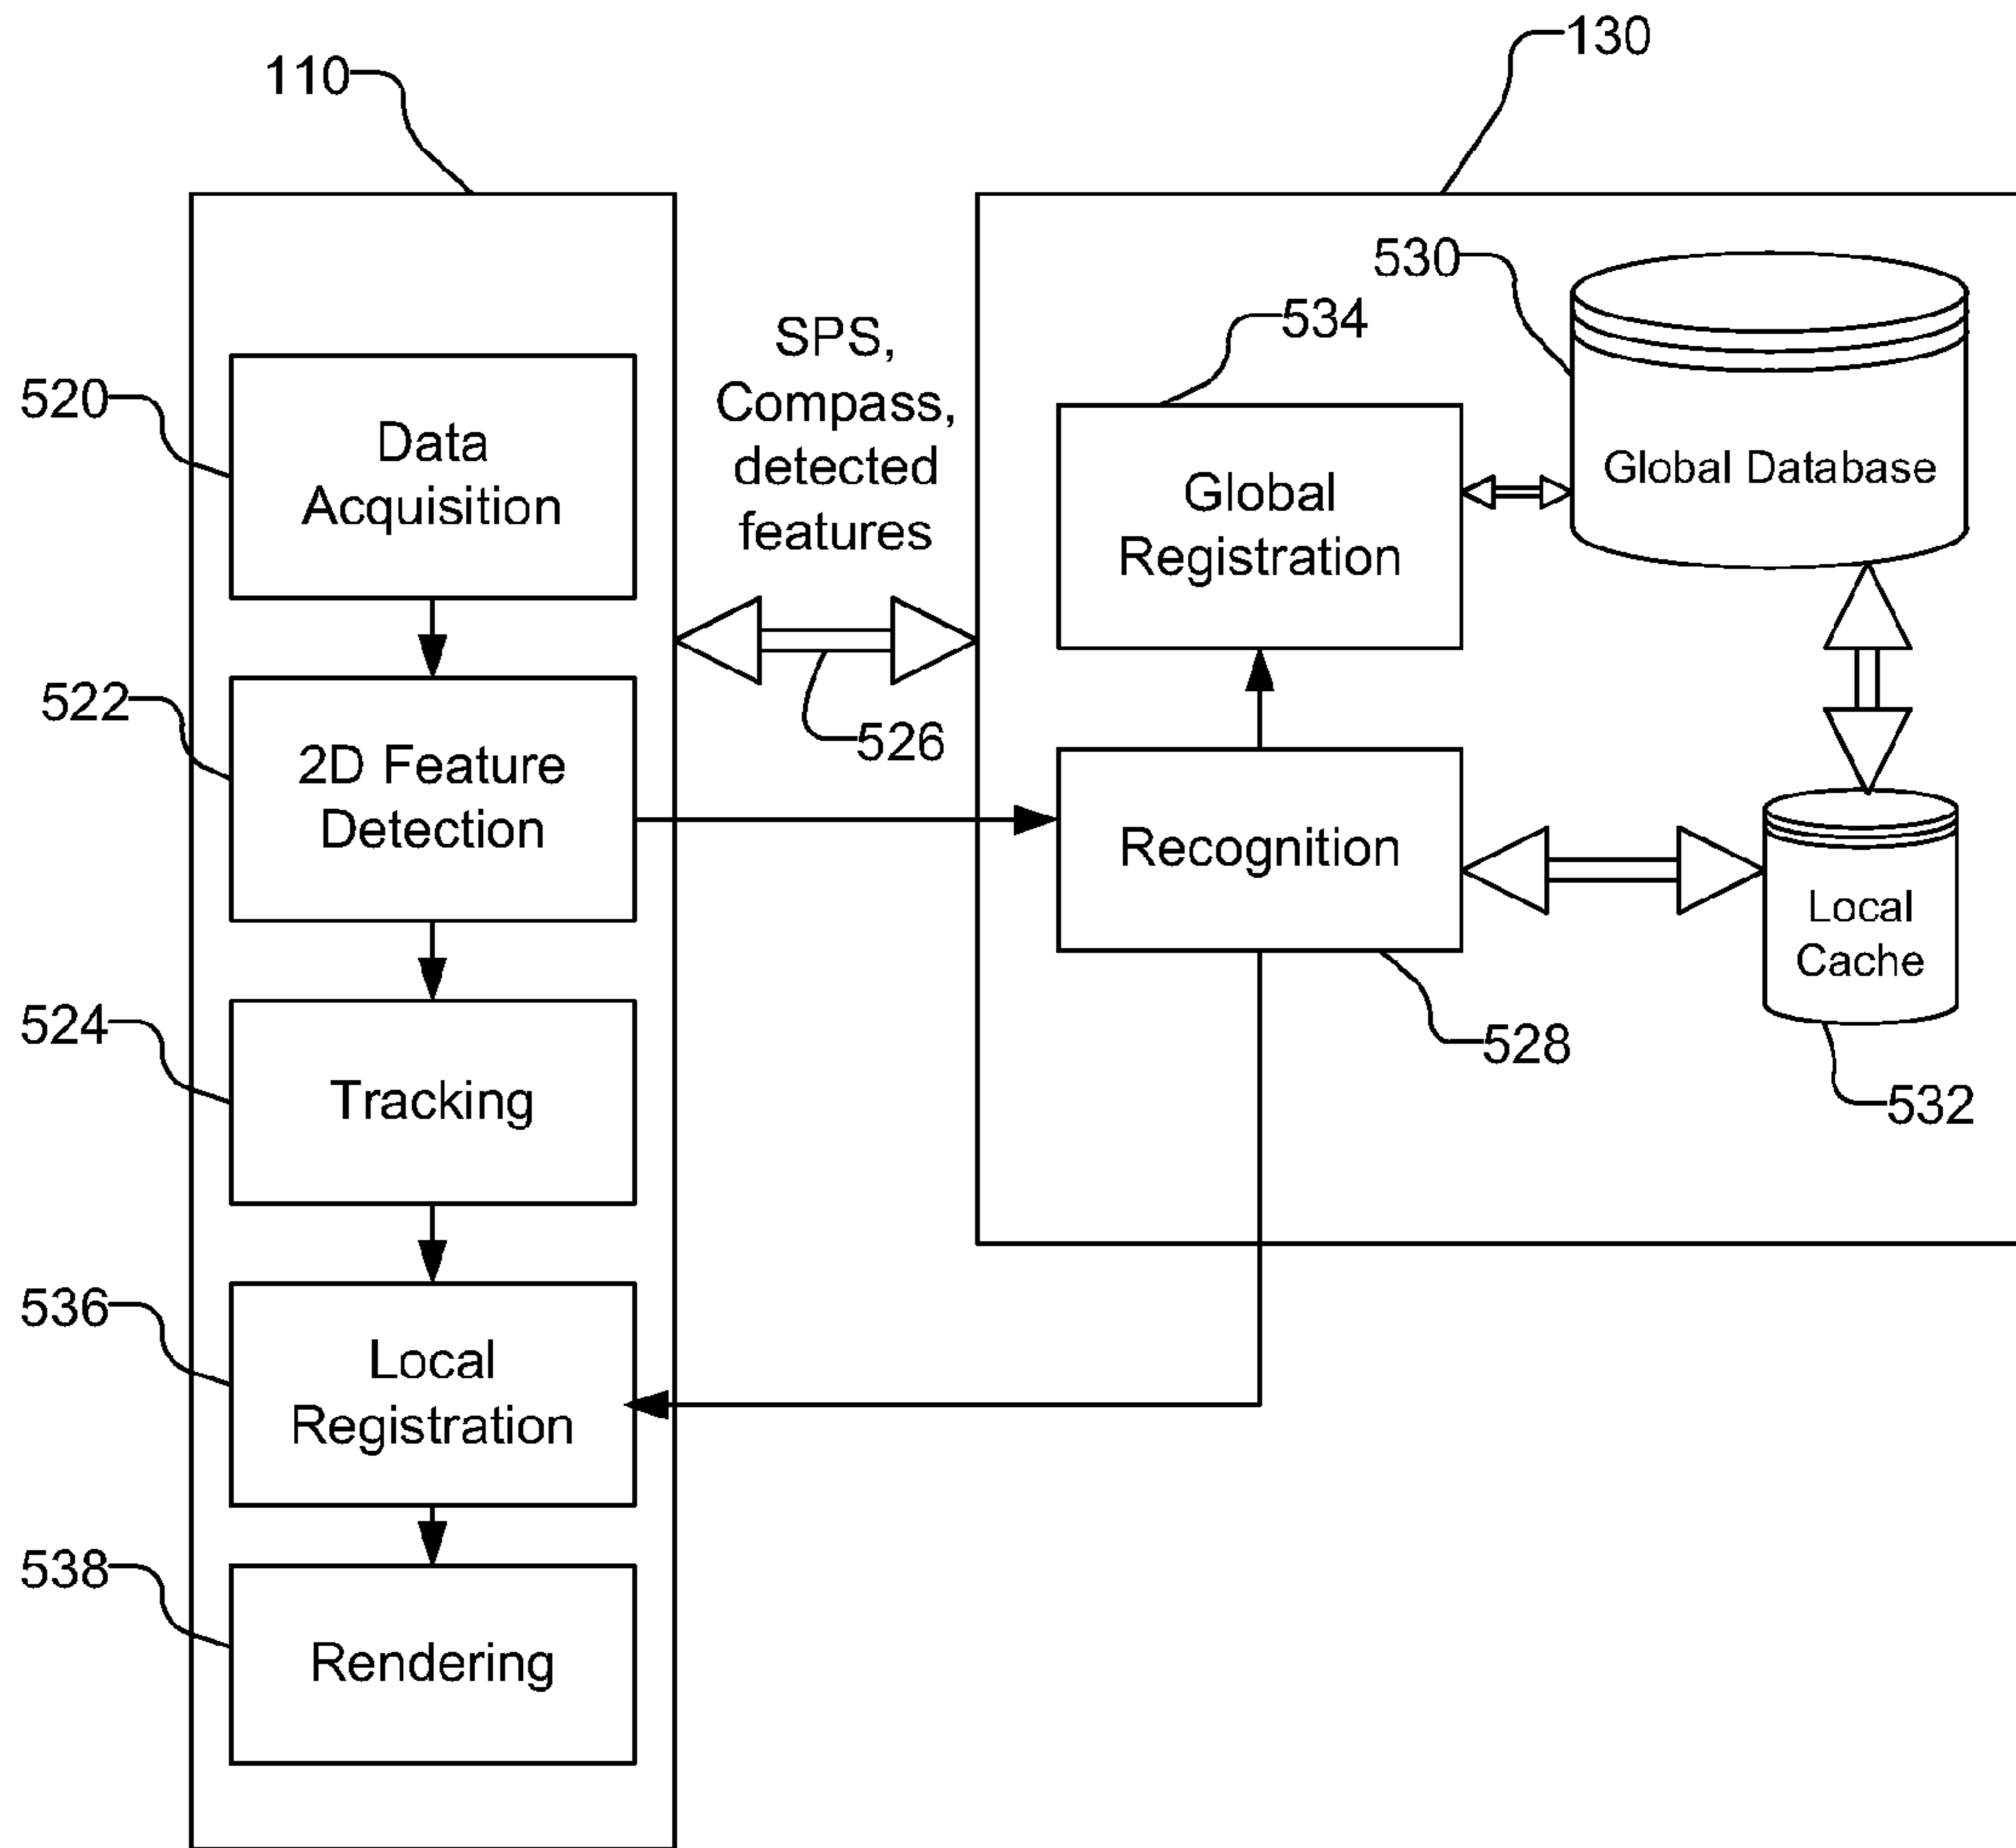 110
130
530
534
SPS,
Compass,
detected
features
520
Data
Acquisition
Global
Registration
Global Database
522
2D Feature
Detection
526
Recognition
Local
Cache
524
Tracking
528
532
536
Local
Registration
538
Rendering